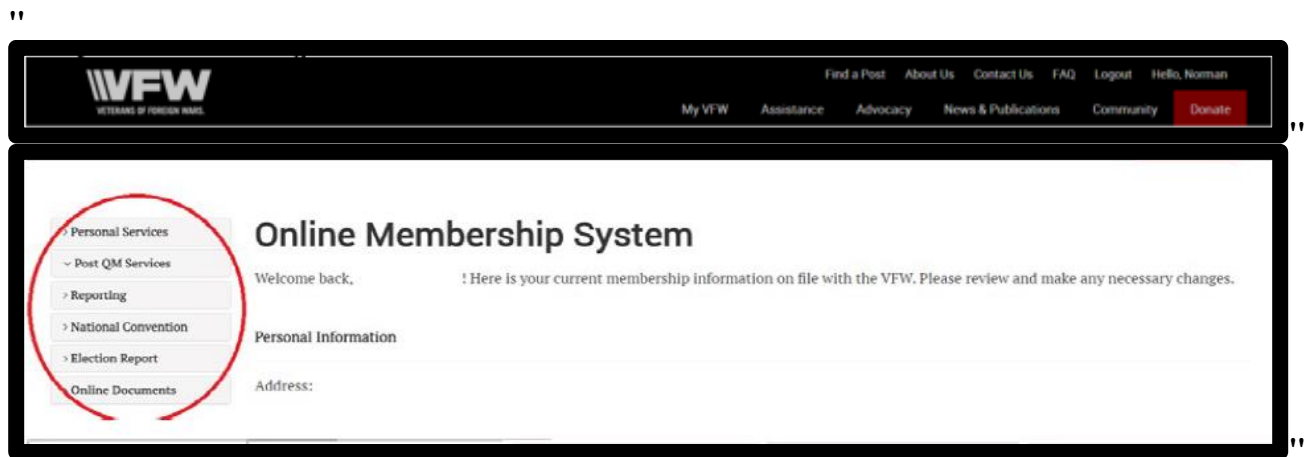 "
VFW
VETERANS OF FOREIGN WARS.
Find a Post About Us Contact Us FAQ Logout Hello, Norman
My VFW Assistance Advocacy News & Publications Community Donate
"
> Personal Services
Post QM Services
> Reporting
> National Convention
> Election Report
Online Documents
Online Membership System
Welcome back, ! Here is your current membership information on file with the VFW. Please review and make any necessary changes.
Personal Information
Address:
"